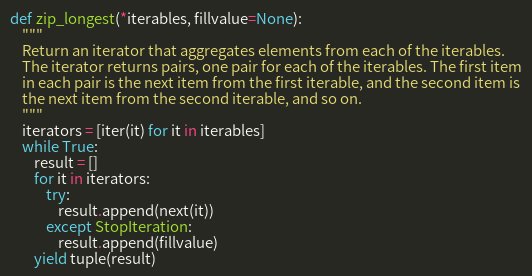 def zip_longest(*iterables, fillvalue=None):
    """
    Return an iterator that aggregates elements from each of the iterables.
    The iterator returns pairs, one pair for each of the iterables. The first item
    in each pair is the next item from the first iterable, and the second item is
    the next item from the second iterable, and so on.
    """
    iterators = [iter(it) for it in iterables]
    while True:
        result = []
        for it in iterators:
            try:
                result.append(next(it))
            except StopIteration:
                result.append(fillvalue)
        yield tuple(result)